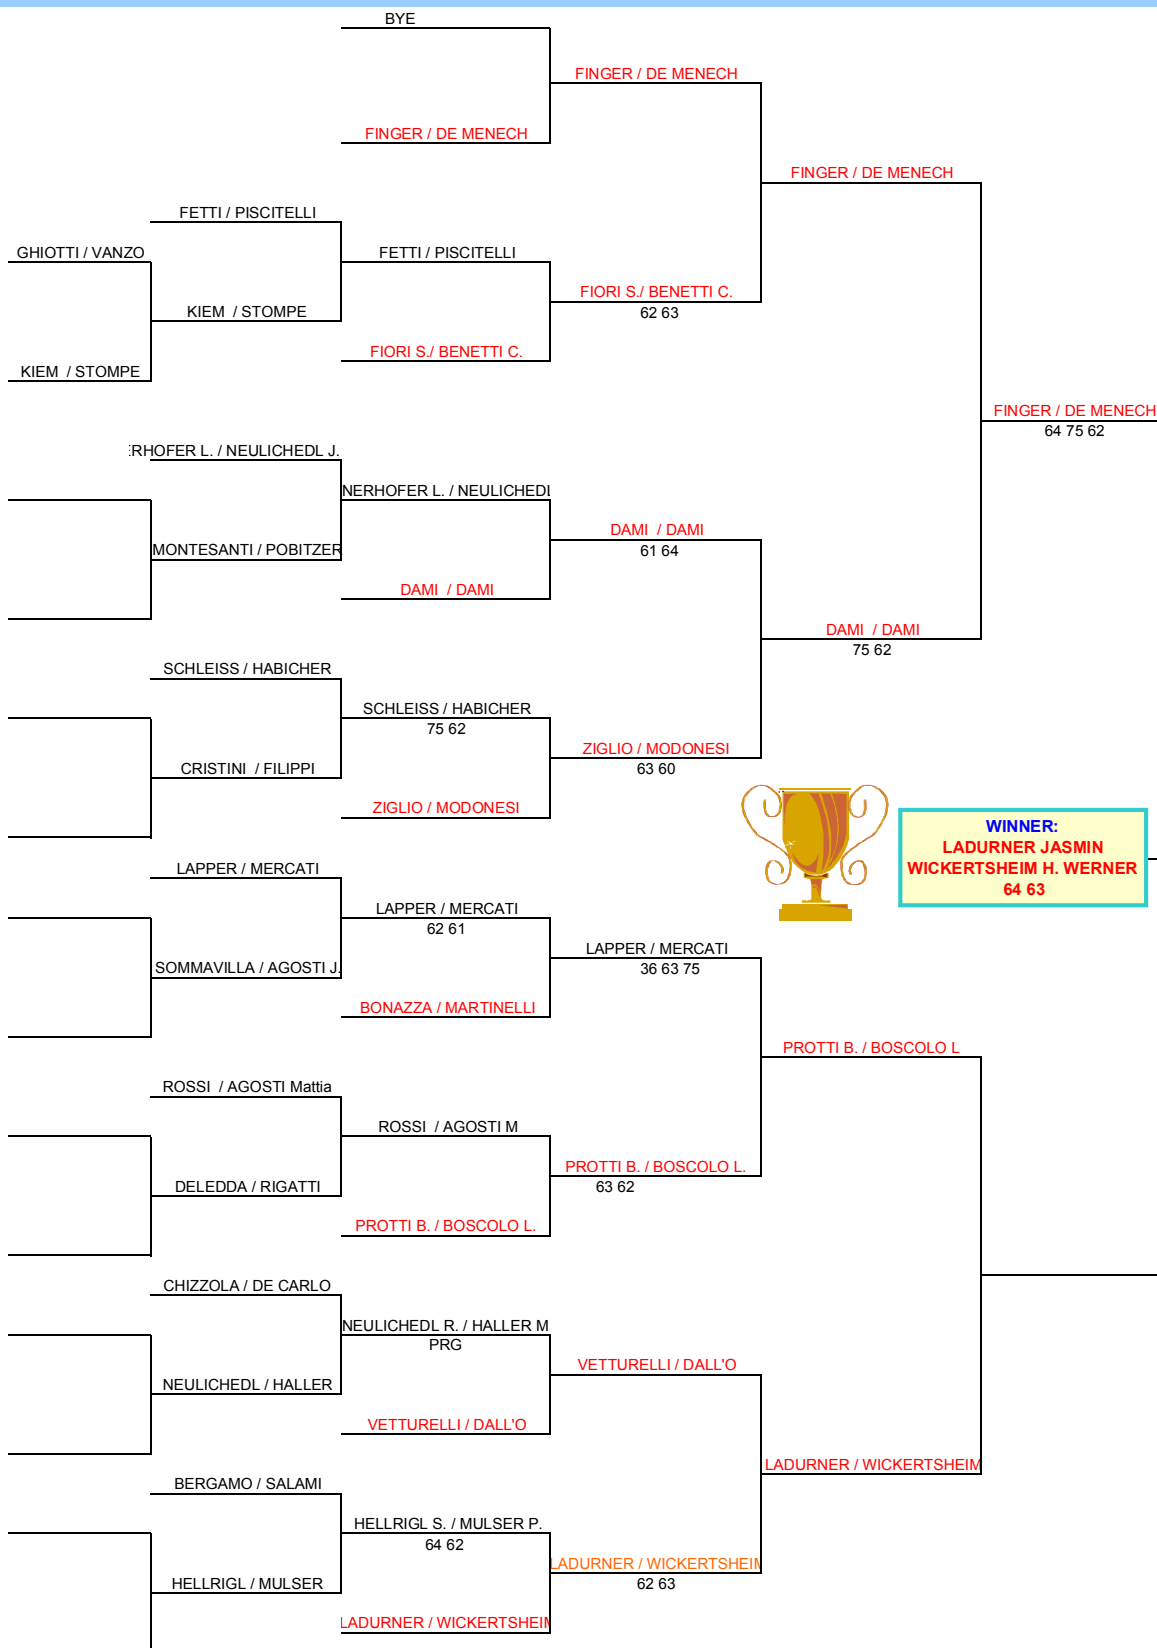 BYE
FINGER / DE MENECH
FINGER / DE MENECH
FINGER / DE MENECH
FETTI / PISCITELLI
GHIOTTI / VANZO
FETTI / PISCITELLI
FIORI S./ BENETTI C.
KIEM / STOMPE
62 63
FIORI S./ BENETTI C.
KIEM / STOMPE
FINGER / DE MENECH
64 75 62
ERHOFER L. / NEULICHEDL J.
NERHOFER L. / NEULICHEDL
DAMI / DAMI
MONTESANTI / POBITZER
61 64
DAMI / DAMI
DAMI / DAMI
75 62
SCHLEISS / HABICHER
SCHLEISS / HABICHER
75 62
ZIGLIO / MODONESI
CRISTINI / FILIPPI
63 60
ZIGLIO / MODONESI
WINNER:
LADURNER JASMIN
WICKERTSHEIM H. WERNER
64 63
LAPPER / MERCATI
LAPPER / MERCATI
62 61
LAPPER / MERCATI
SOMMAVILLA / AGOSTI J.
36 63 75
BONAZZA / MARTINELLI
PROTTI B. / BOSCOLO L
ROSSI / AGOSTI Mattia
ROSSI / AGOSTI M
PROTTI B. / BOSCOLO L.
DELEDDA / RIGATTI
63 62
PROTTI B. / BOSCOLO L.
CHIZZOLA / DE CARLO
NEULICHEDL R. / HALLER M
PRG
VETTURELLI / DALL'O
NEULICHEDL / HALLER
VETTURELLI / DALL'O
LADURNER / WICKERTSHEIM
BERGAMO / SALAMI
HELLRIGL S. / MULSER P.
64 62
LADURNER / WICKERTSHEIM
HELLRIGL / MULSER
62 63
LADURNER / WICKERTSHEIM